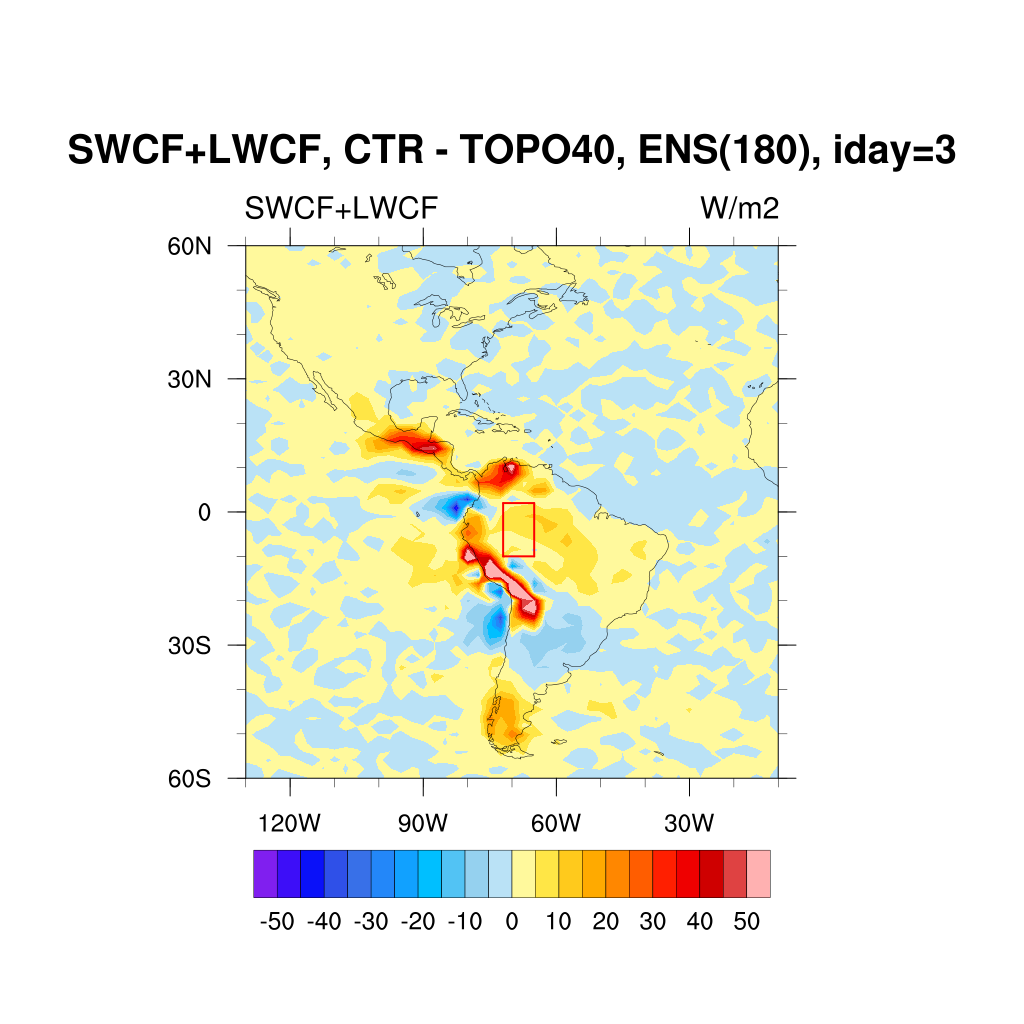 SWCF+LWCF, CTR - TOPO40, ENS(180), iday=3
SWCF+LWCF W/m2
60N
30N
0
30S
60S
120W 90W 60W 30W
-50 -40 -30 -20 -10 0 10 20 30 40 50